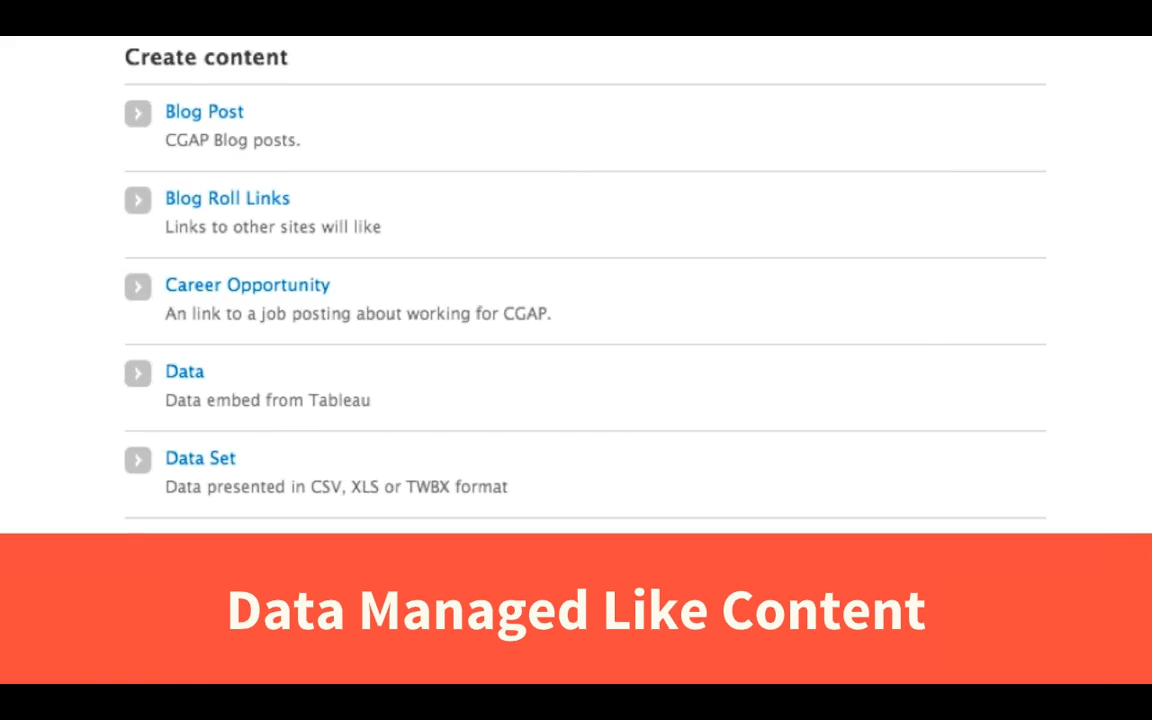 Create content
Blog Post
CGAP Blog posts.
Blog Roll Links
Links to other sites will like
Career Opportunity
An link to a job posting about working for CGAP.
Data
Data embed from Tableau
Data Set
Data presented in CSV, XLS or TWBX format
Data Managed Like Content